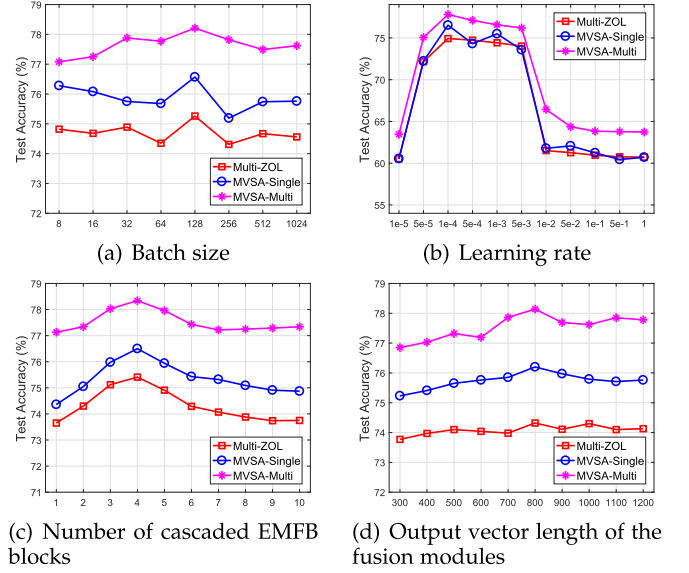 79
78
77
76
75
74
73
72
Test Accuracy (%)
8 16 32 64 128 256 512 1024
Multi-ZOL
MVSA-Single
MVSA-Multi
(a) Batch size
75
70
65
60
55
Test Accuracy (%)
1e-5 5e-5 1e-4 5e-4 1e-3 5e-3 1e-2 5e-2 1e-1 5e-1 1
Multi-ZOL
MVSA-Single
MVSA-Multi
(b) Learning rate
79
78
77
76
75
74
73
72
71
Test Accuracy (%)
1 2 3 4 5 6 7 8 9 10
Multi-ZOL
MVSA-Single
MVSA-Multi
(c) Number of cascaded EMFB
blocks
79
78
77
76
75
74
73
72
Test Accuracy (%)
300 400 500 600 700 800 900 1000 1100 1200
Multi-ZOL
MVSA-Single
MVSA-Multi
(d) Output vector length of the
fusion modules